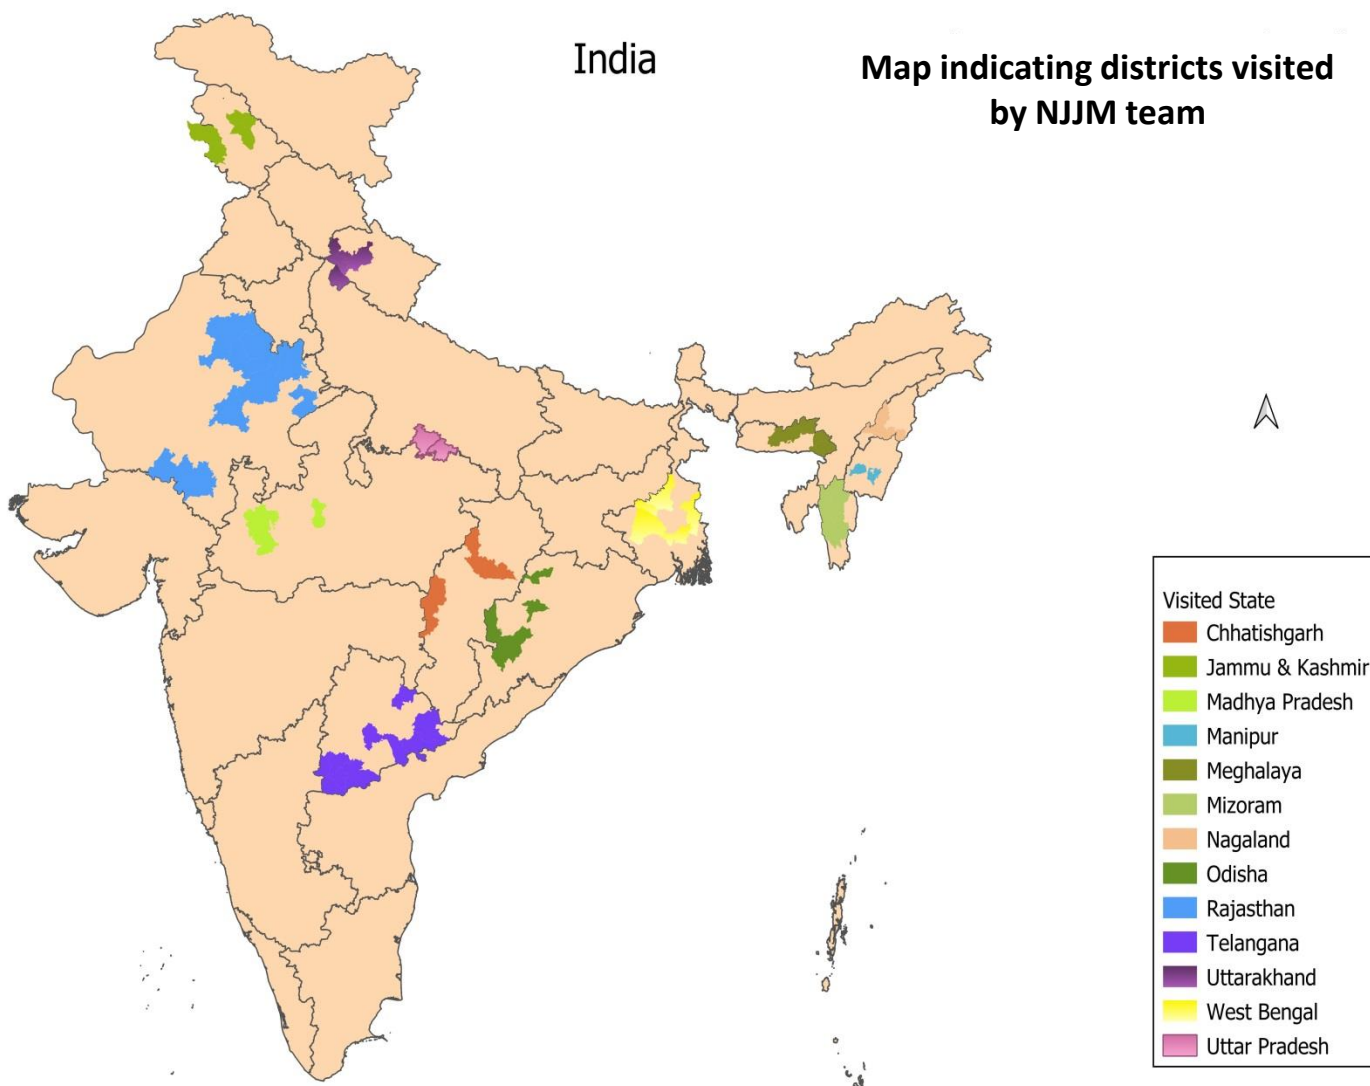 India
Map indicating districts visited
by NJJM team
Visited State
Chhatishgarh
Jammu & Kashmir
Madhya Pradesh
Manipur
Meghalaya
Mizoram
Nagaland
Odisha
Rajasthan
Telangana
Uttarakhand
West Bengal
Uttar Pradesh